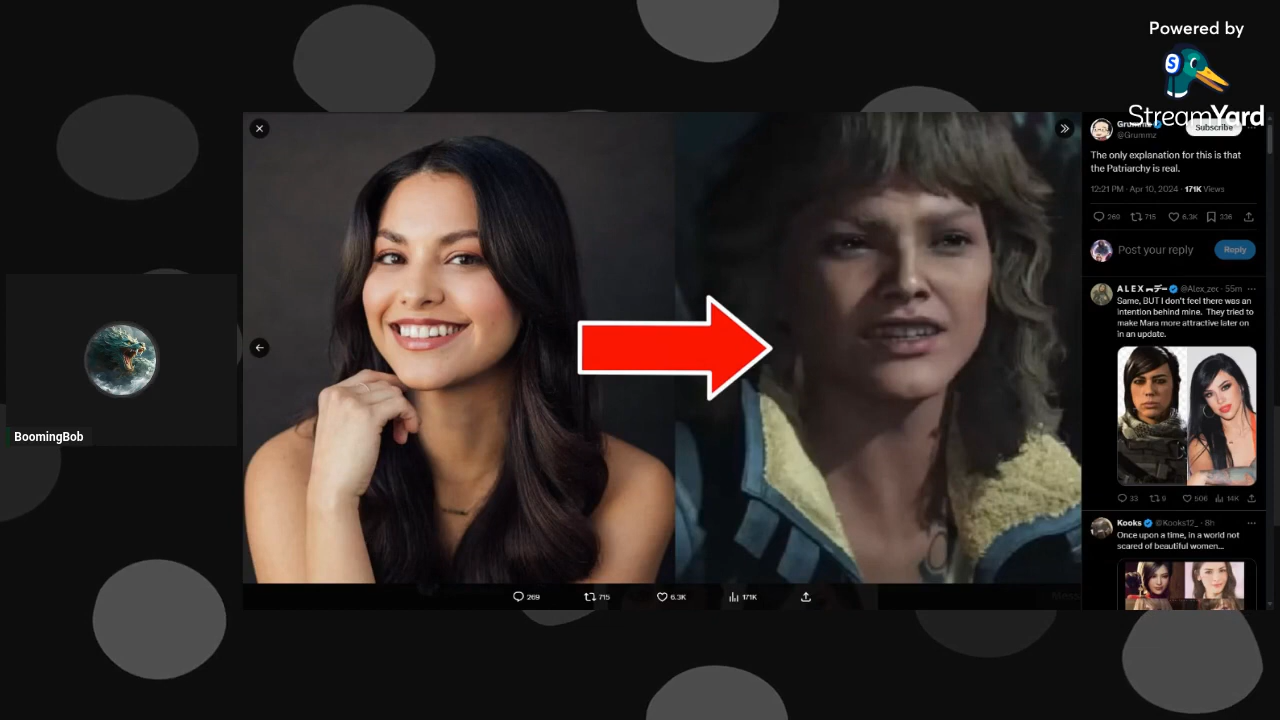 Powered by
StreamYard
@Grummz
Subscribe
The only explanation for this is that
the Patriarchy is real.
12:21 PM · Apr 10, 2024 · 171K Views
715
6.3K
336
Post your reply
Reply
55m
Same, BUT I don't feel there was an
intention behind mine. They tried to
make Mara more attractive later on
in an update.
33
9
506
14K
Kooks @Kooks12_ · 8h
Once upon a time, in a world not
scared of beautiful women...
BoomingBob
269
715
6.3K
171K